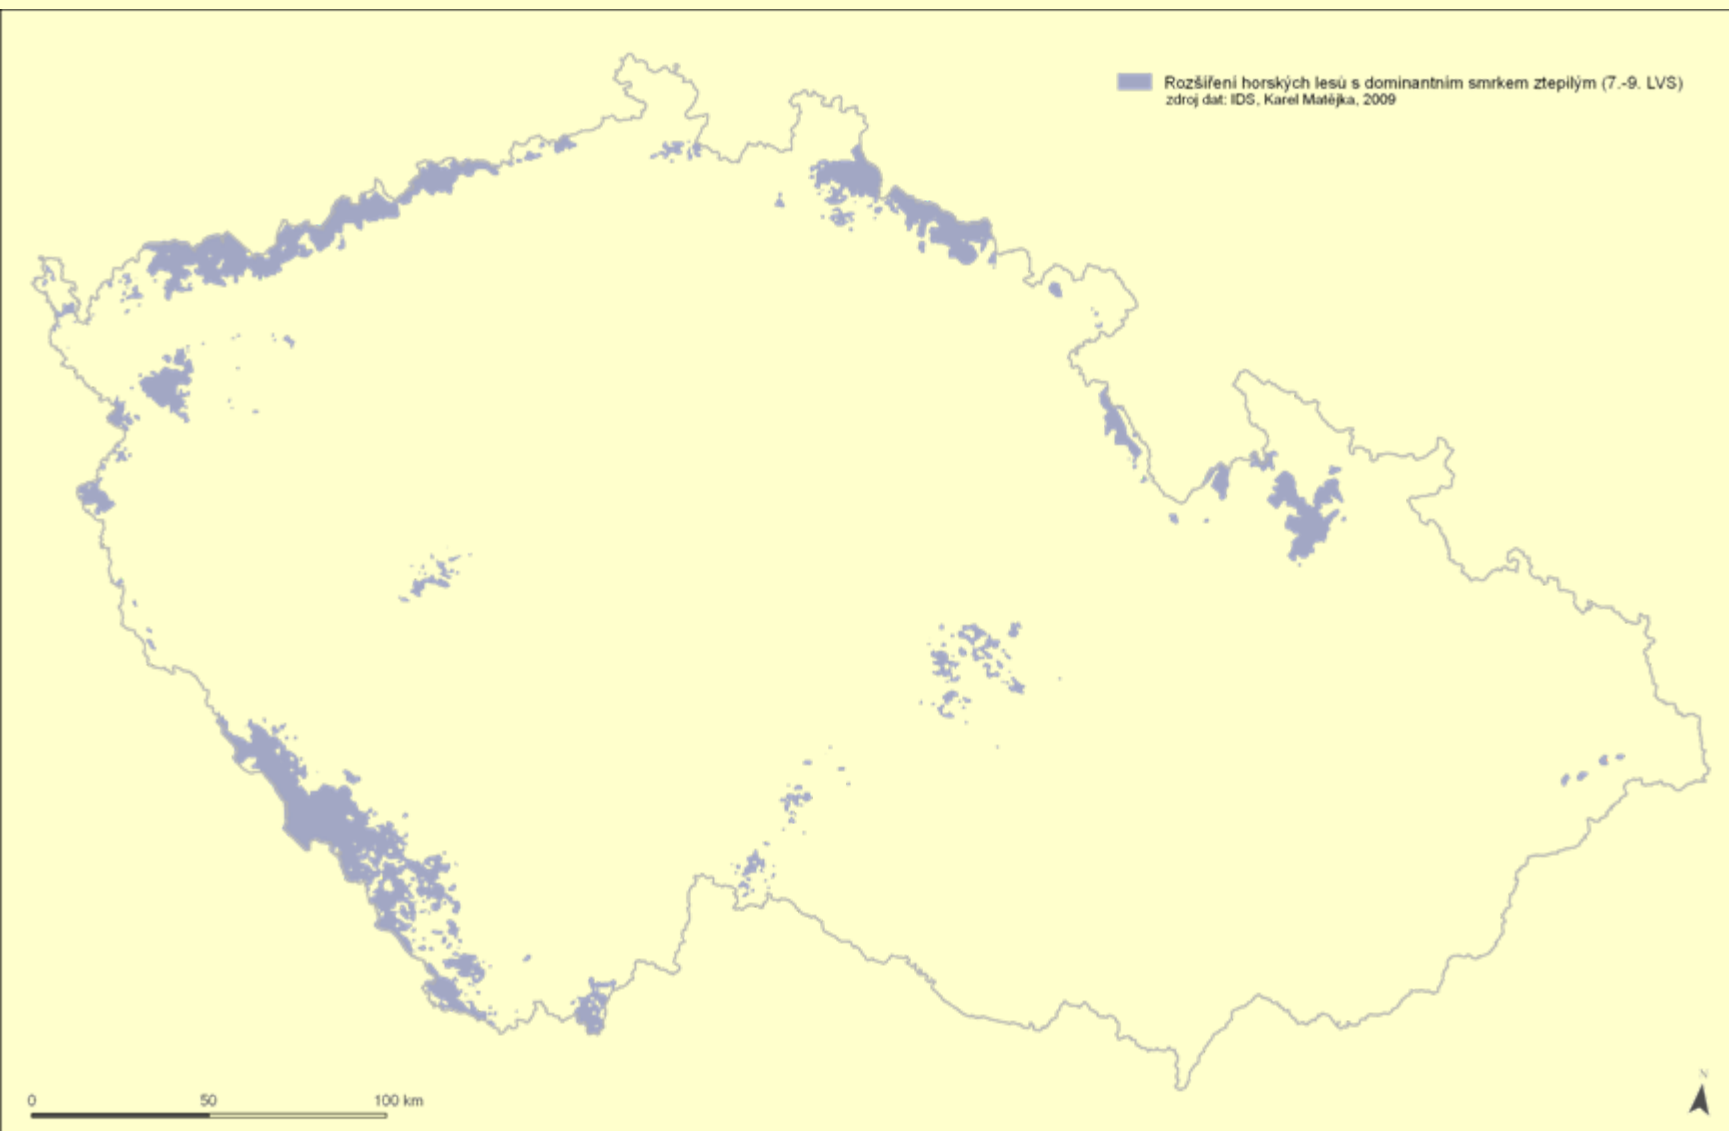 Rozšíření horských lesů s dominantním smrkem ztepilým (7.-9. LVS)
zdroj dat: IDS, Karel Matějka, 2009
0 50 100 km
N